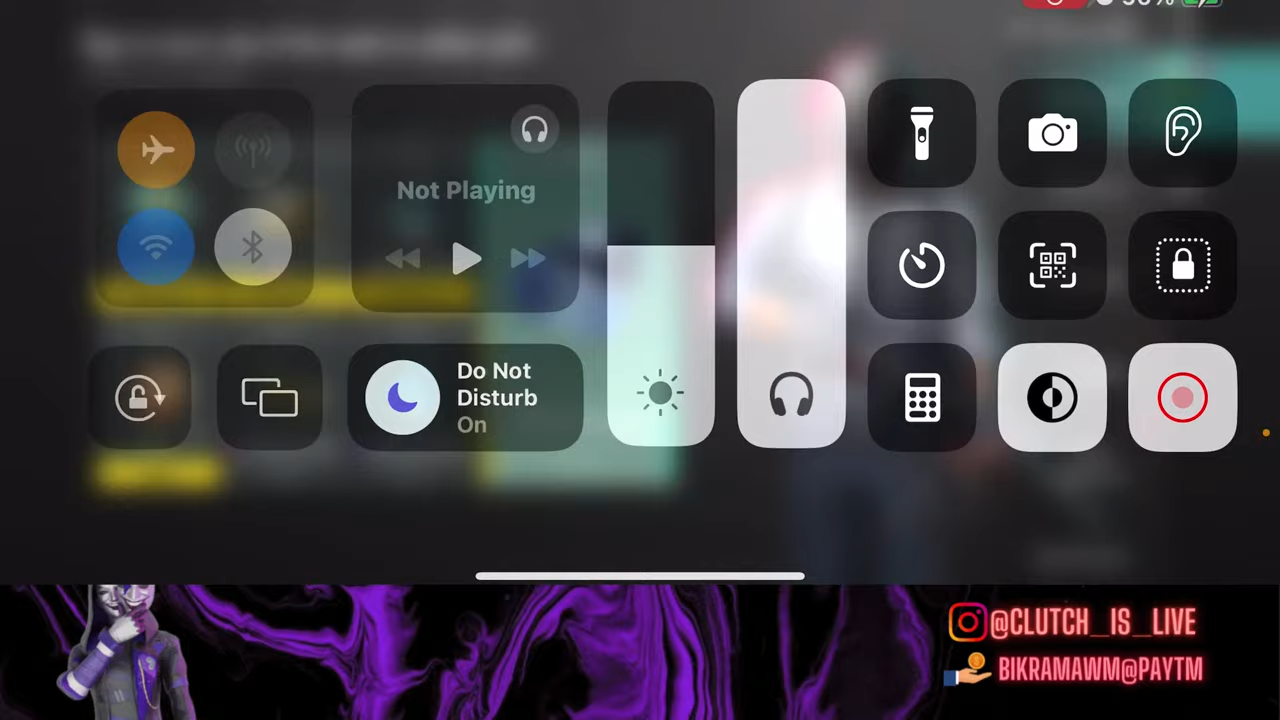 Not Playing
Do Not
Disturb
On
@CLUTCH_IS_LIVE
BIKRAMAWM@PAYTM